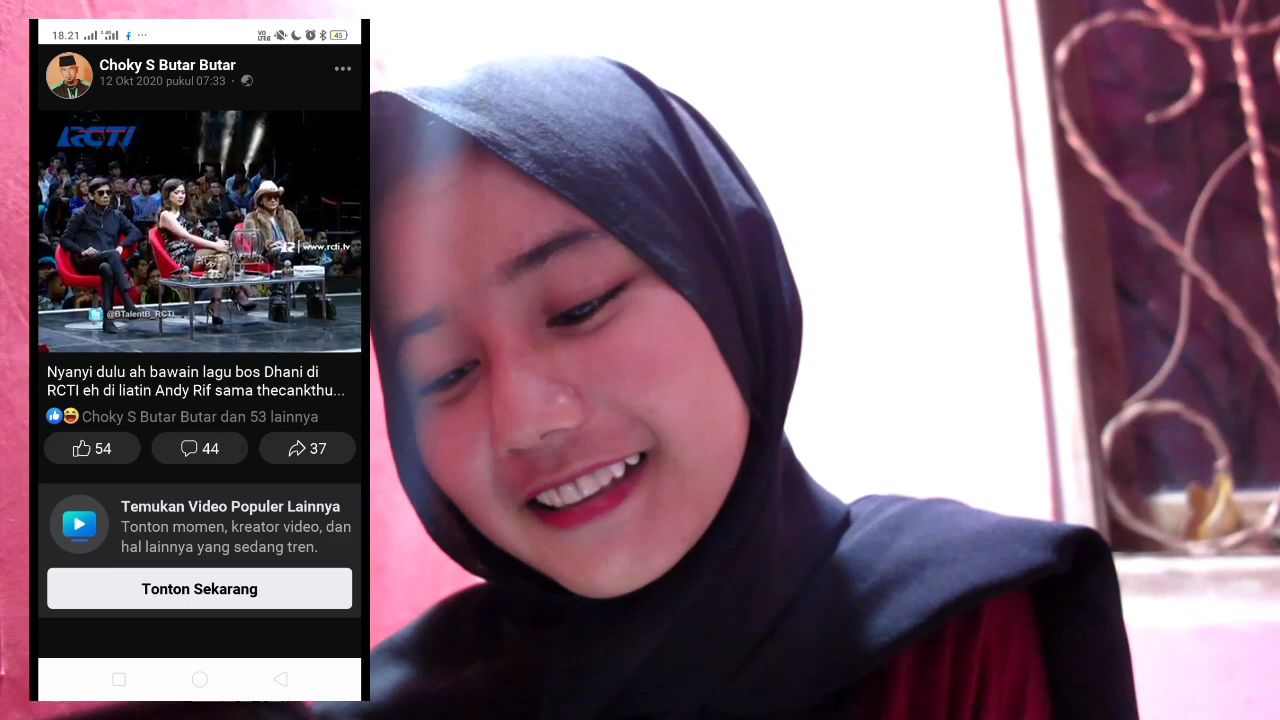 18.21
VO
LTE2
45
Choky S Butar Butar
12 Okt 2020 pukul 07:33 ·
RCTI
www.rcti.tv
@BTalentB_RCTI
Nyanyi dulu ah bawain lagu bos Dhani di
RCTI eh di liatin Andy Rif sama thecankthu...
Choky S Butar Butar dan 53 lainnya
54
44
37
Temukan Video Populer Lainnya
Tonton momen, kreator video, dan
hal lainnya yang sedang tren.
Tonton Sekarang